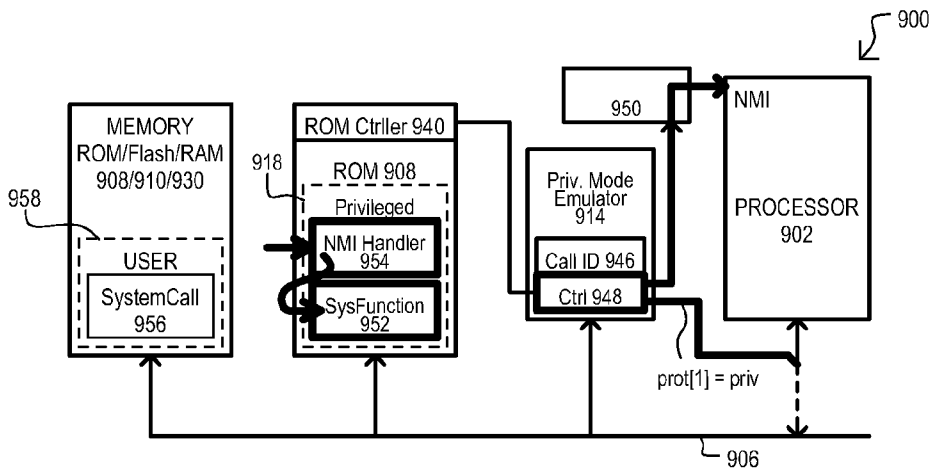 900
MEMORY
ROM/Flash/RAM
908/910/930
958
USER
SystemCall
956
ROM Ctrller 940
918
ROM 908
Privileged
NMI Handler
954
SysFunction
952
950
Priv. Mode
Emulator
914
Call ID 946
Ctrl 948
NMI
PROCESSOR
902
prot[1] = priv
906